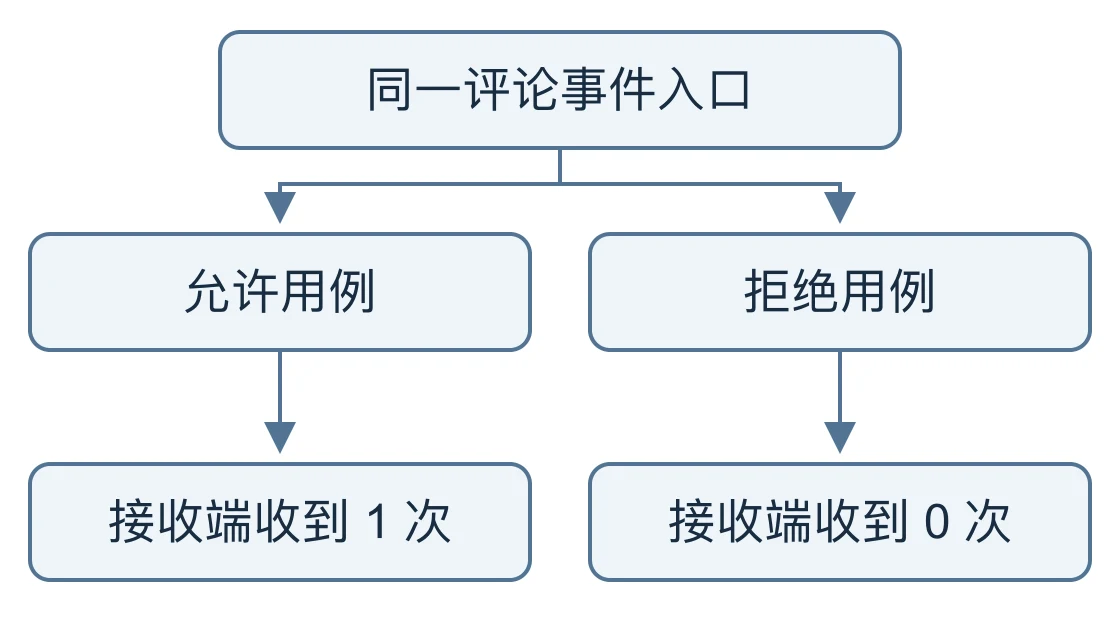 同一评论事件入口
允许用例
拒绝用例
接收端收到 1 次
接收端收到 0 次